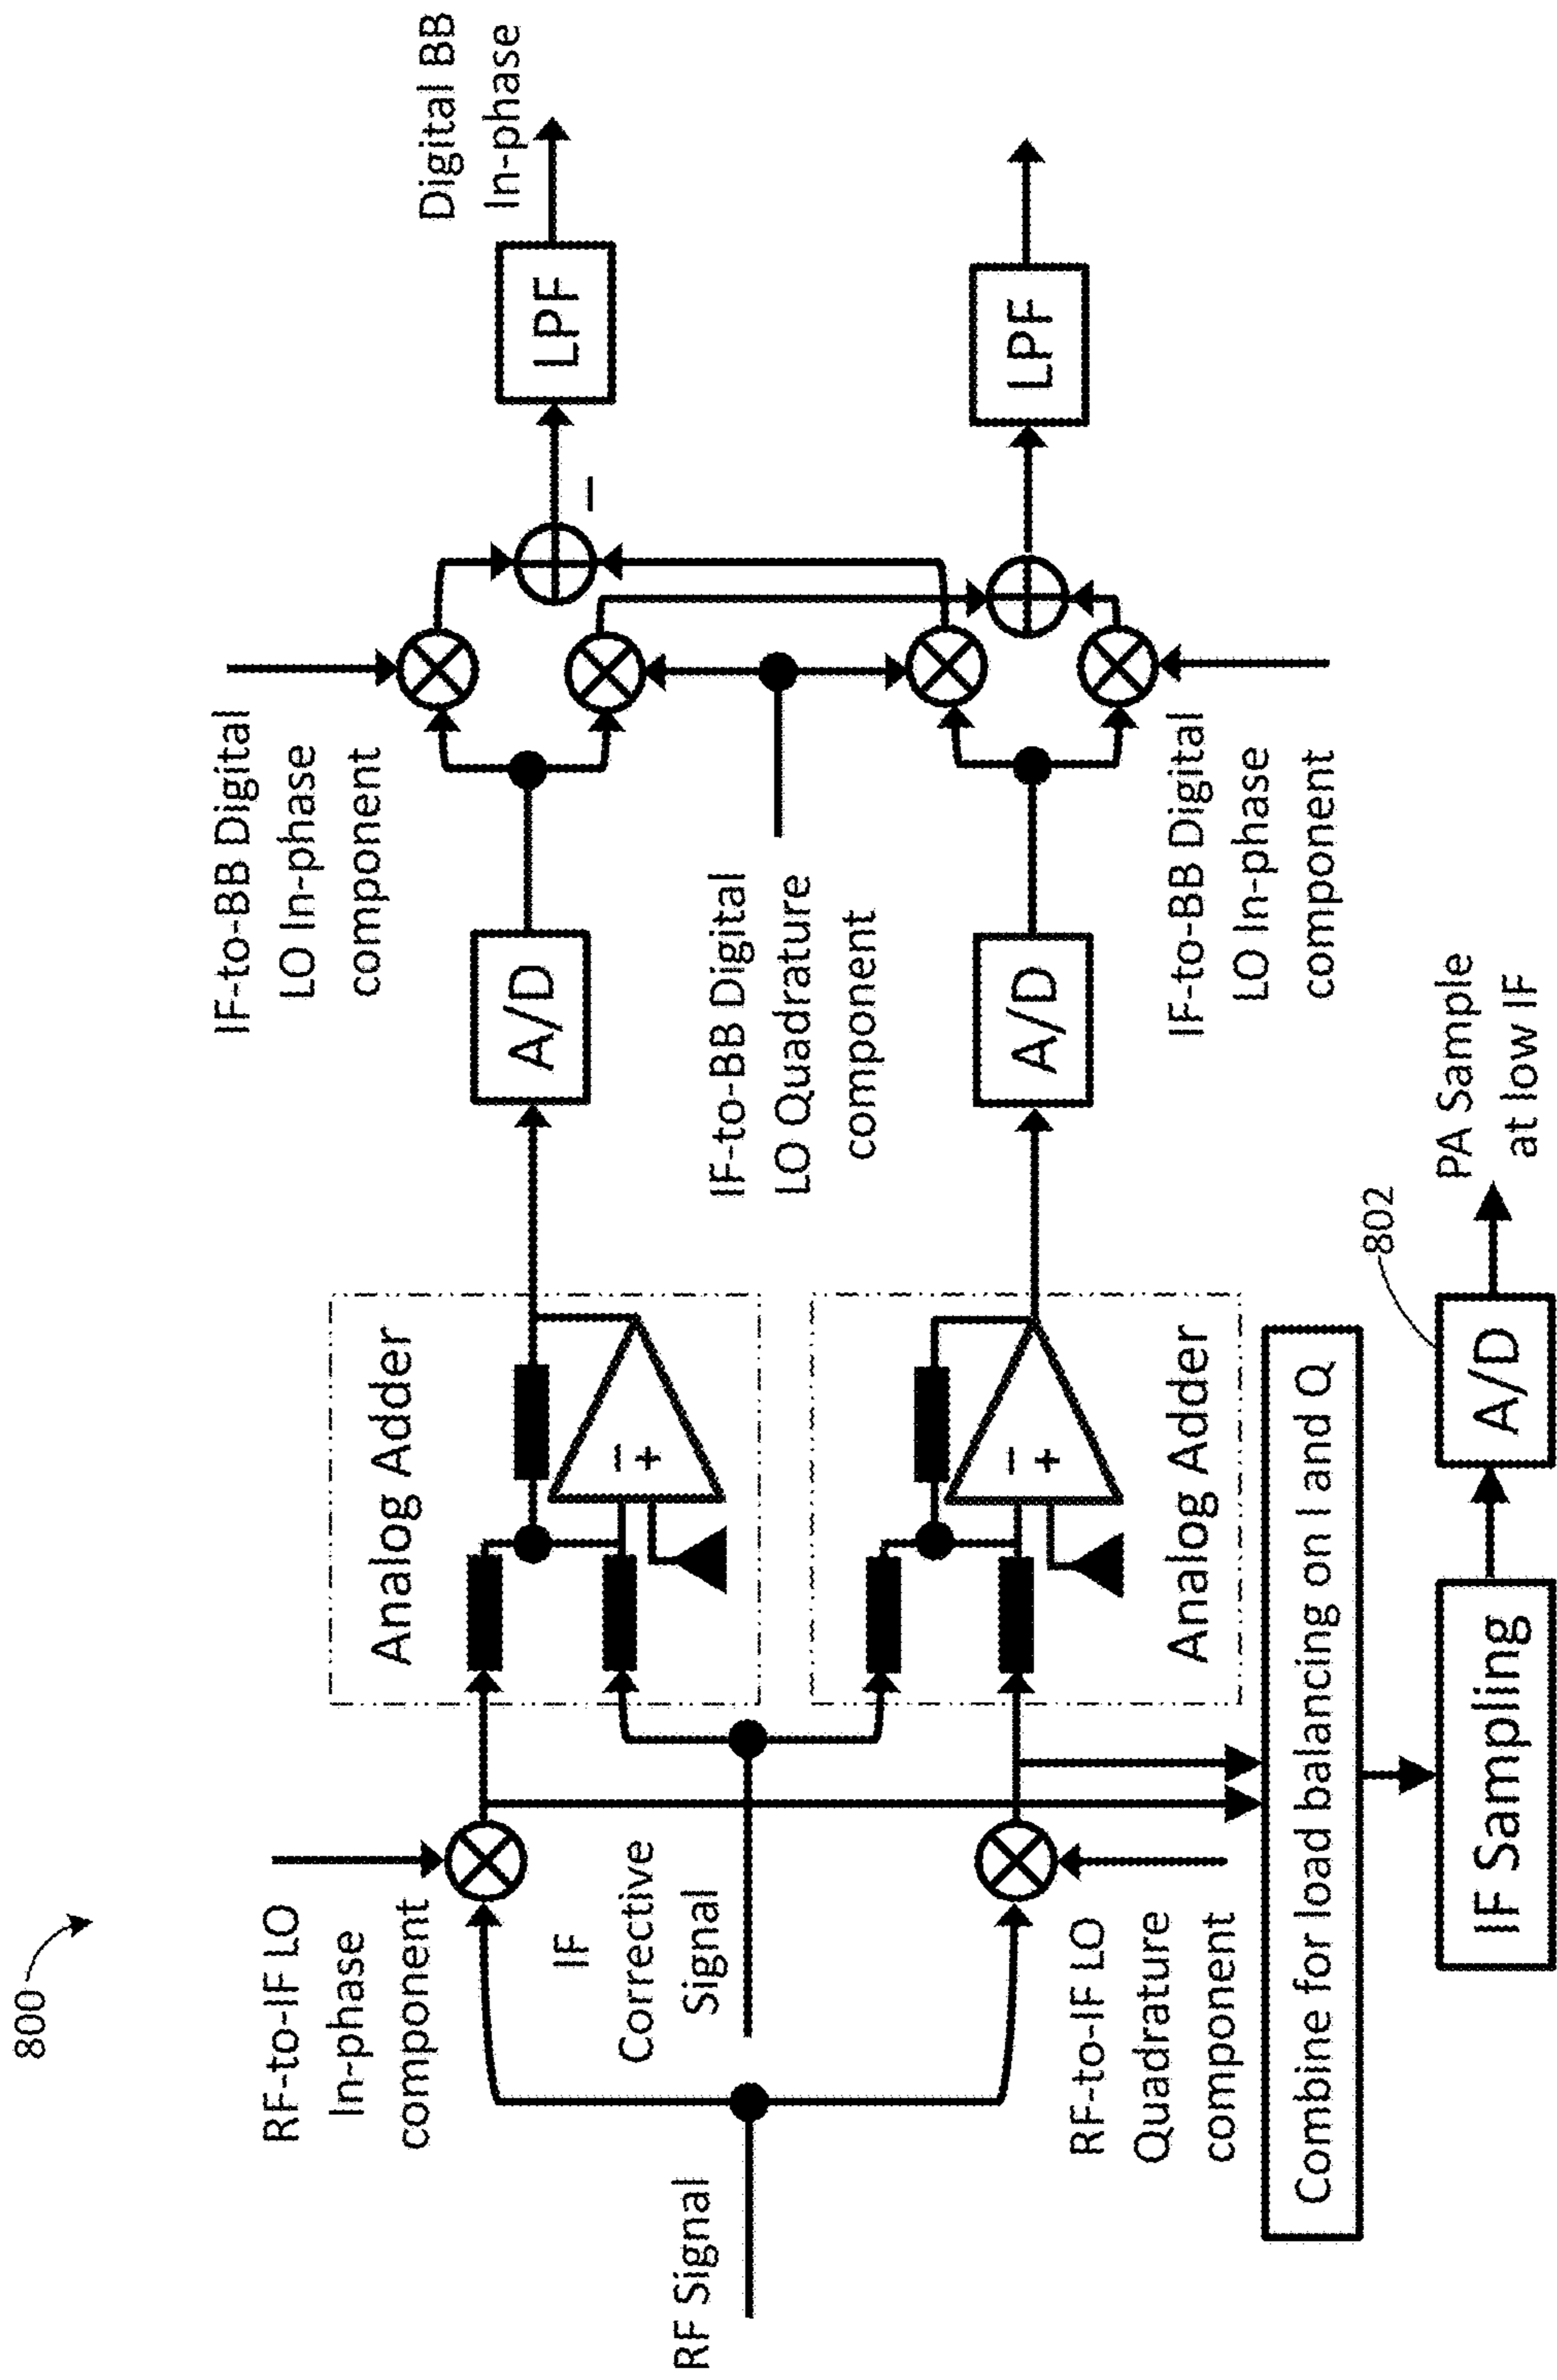 800
RF-to-IF LO
In-phase
component
IF
Corrective
Signal
RF Signal
RF-to-IF LO
Quadrature
component
Analog Adder
−
+
Analog Adder
−
+
A/D
A/D
IF-to-BB Digital
LO In-phase
component
IF-to-BB Digital
LO Quadrature
component
IF-to-BB Digital
LO In-phase
component
−
LPF
LPF
Digital BB
In-phase
Combine for load balancing on I and Q
IF Sampling
A/D
802
PA Sample
at low IF